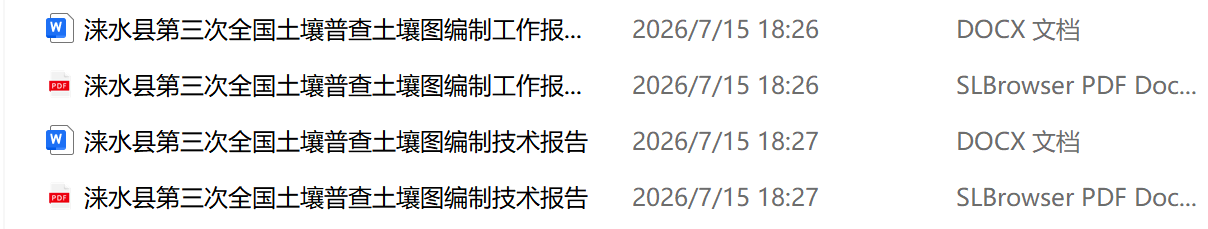 涞水县第三次全国土壤普查土壤图编制工作报... 2026/7/15 18:26 DOCX 文档
涞水县第三次全国土壤普查土壤图编制工作报... 2026/7/15 18:26 SLBrowser PDF Doc...
涞水县第三次全国土壤普查土壤图编制技术报告 2026/7/15 18:27 DOCX 文档
涞水县第三次全国土壤普查土壤图编制技术报告 2026/7/15 18:27 SLBrowser PDF Doc...